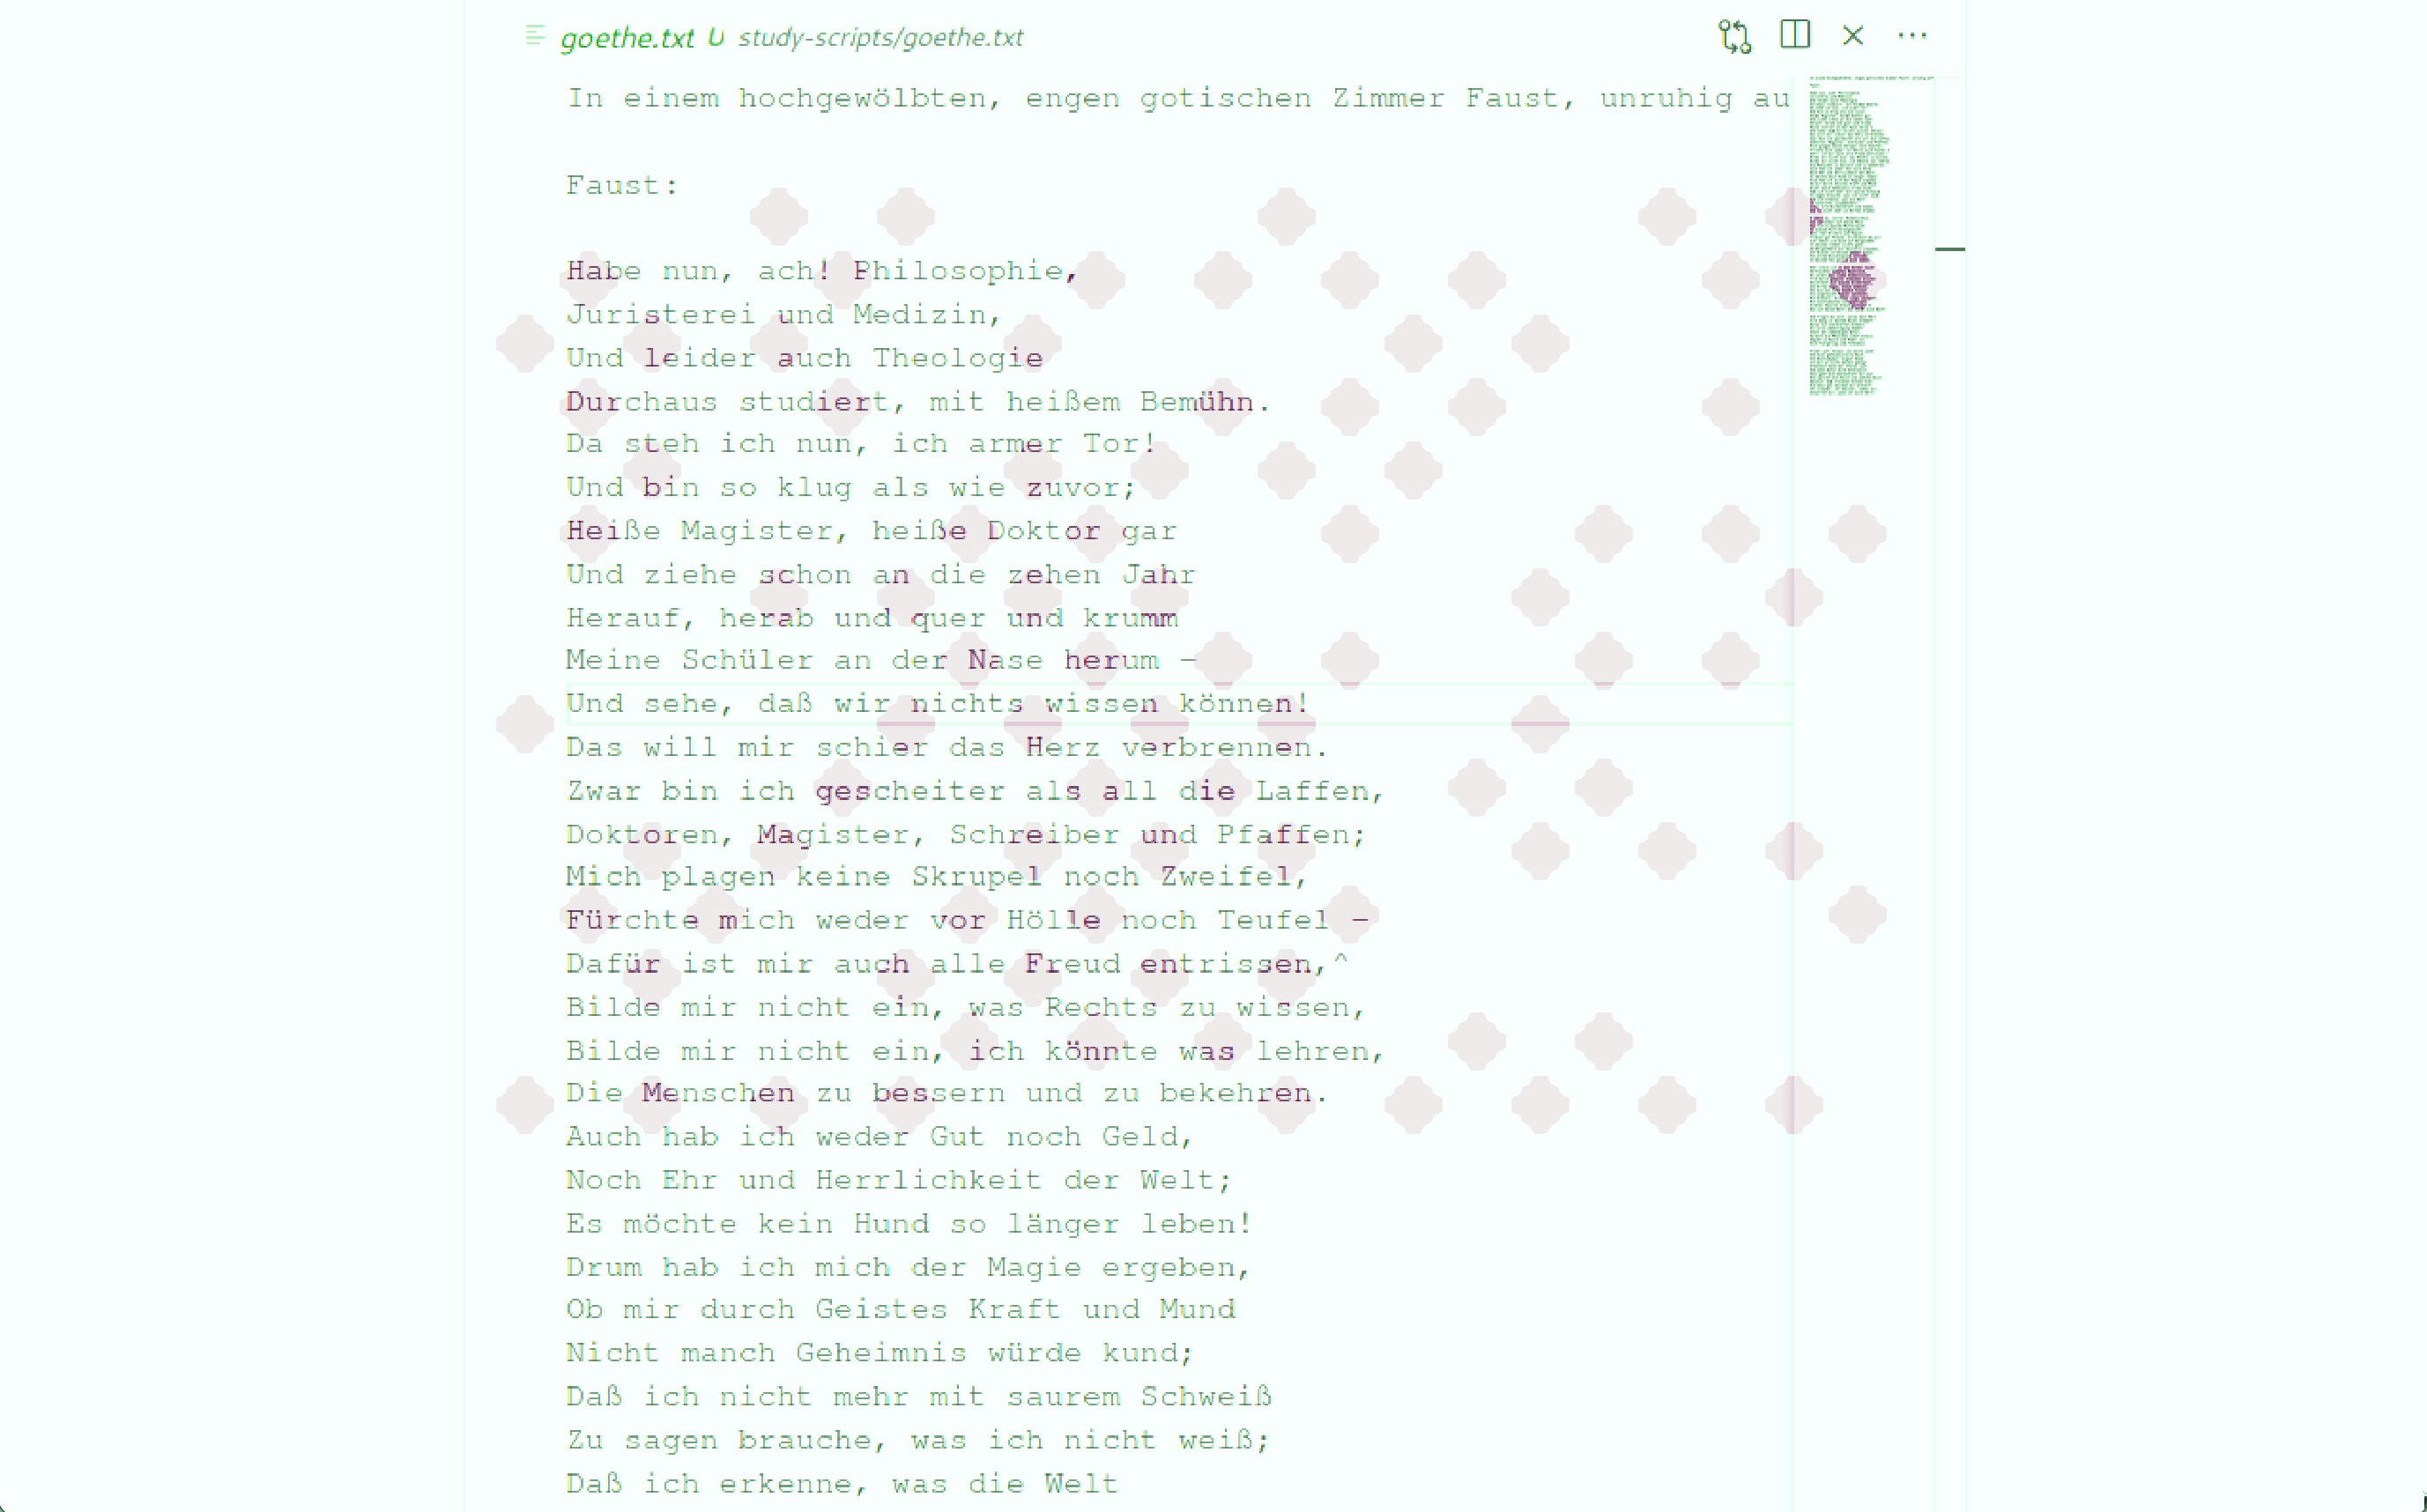 goethe.txt U study-scripts/goethe.txt
In einem hochgewölbten, engen gotischen Zimmer Faust, unruhig au
Faust:
Habe nun, ach! Philosophie,
Juristerei und Medizin,
Und leider auch Theologie
Durchaus studiert, mit heißem Bemühn.
Da steh ich nun, ich armer Tor!
Und bin so klug als wie zuvor;
Heiße Magister, heiße Doktor gar
Und ziehe schon an die zehen Jahr
Herauf, herab und quer und krumm
Meine Schüler an der Nase herum –
Und sehe, daß wir nichts wissen können!
Das will mir schier das Herz verbrennen.
Zwar bin ich gescheiter als all die Laffen,
Doktoren, Magister, Schreiber und Pfaffen;
Mich plagen keine Skrupel noch Zweifel,
Fürchte mich weder vor Hölle noch Teufel –
Dafür ist mir auch alle Freud entrissen,^
Bilde mir nicht ein, was Rechts zu wissen,
Bilde mir nicht ein, ich könnte was lehren,
Die Menschen zu bessern und zu bekehren.
Auch hab ich weder Gut noch Geld,
Noch Ehr und Herrlichkeit der Welt;
Es möchte kein Hund so länger leben!
Drum hab ich mich der Magie ergeben,
Ob mir durch Geistes Kraft und Mund
Nicht manch Geheimnis würde kund;
Daß ich nicht mehr mit saurem Schweiß
Zu sagen brauche, was ich nicht weiß;
Daß ich erkenne, was die Welt